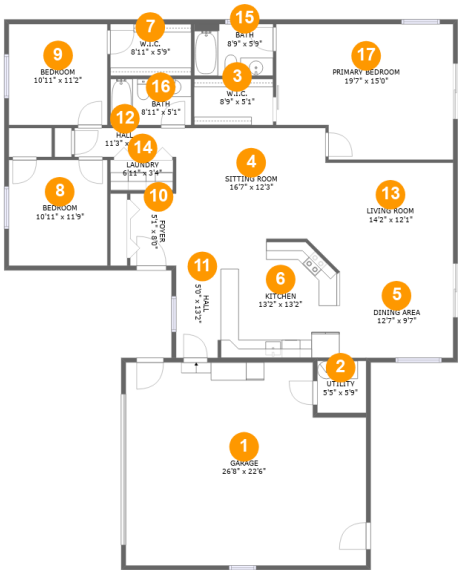 15
BATH
8'9" x 5'9"
7
W.I.C.
8'11" x 5'9"
9
BEDROOM
10'11" x 11'2"
17
PRIMARY BEDROOM
19'7" x 15'0"
3
W.I.C.
8'9" x 5'1"
16
BATH
8'11" x 5'1"
12
HALL
11'3" x
14
LAUNDRY
6'11" x 3'4"
4
SITTING ROOM
16'7" x 12'3"
8
BEDROOM
10'11" x 11'9"
10
FOYER
5'1" x 8'0"
13
LIVING ROOM
14'2" x 12'1"
11
HALL
5'0" x 13'2"
6
KITCHEN
13'2" x 13'2"
5
DINING AREA
12'7" x 9'7"
2
UTILITY
5'5" x 5'9"
1
GARAGE
26'8" x 22'6"